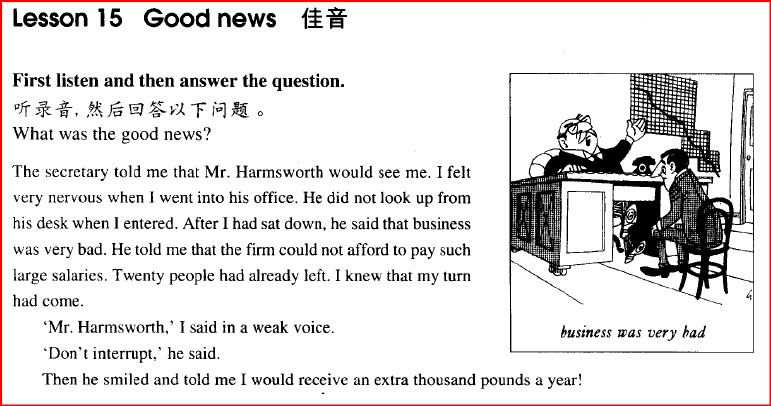 Lesson 15 Good news 佳音
First listen and then answer the question.
听录音，然后回答以下问题。
What was the good news?
The secretary told me that Mr. Harmsworth would see me. I felt
very nervous when I went into his office. He did not look up from
his desk when I entered. After I had sat down, he said that business
was very bad. He told me that the firm could not afford to pay such
large salaries. Twenty people had already left. I knew that my turn
had come.
‘Mr. Harmsworth,’ I said in a weak voice.
‘Don't interrupt,’ he said.
Then he smiled and told me I would receive an extra thousand pounds a year!
business was very bad